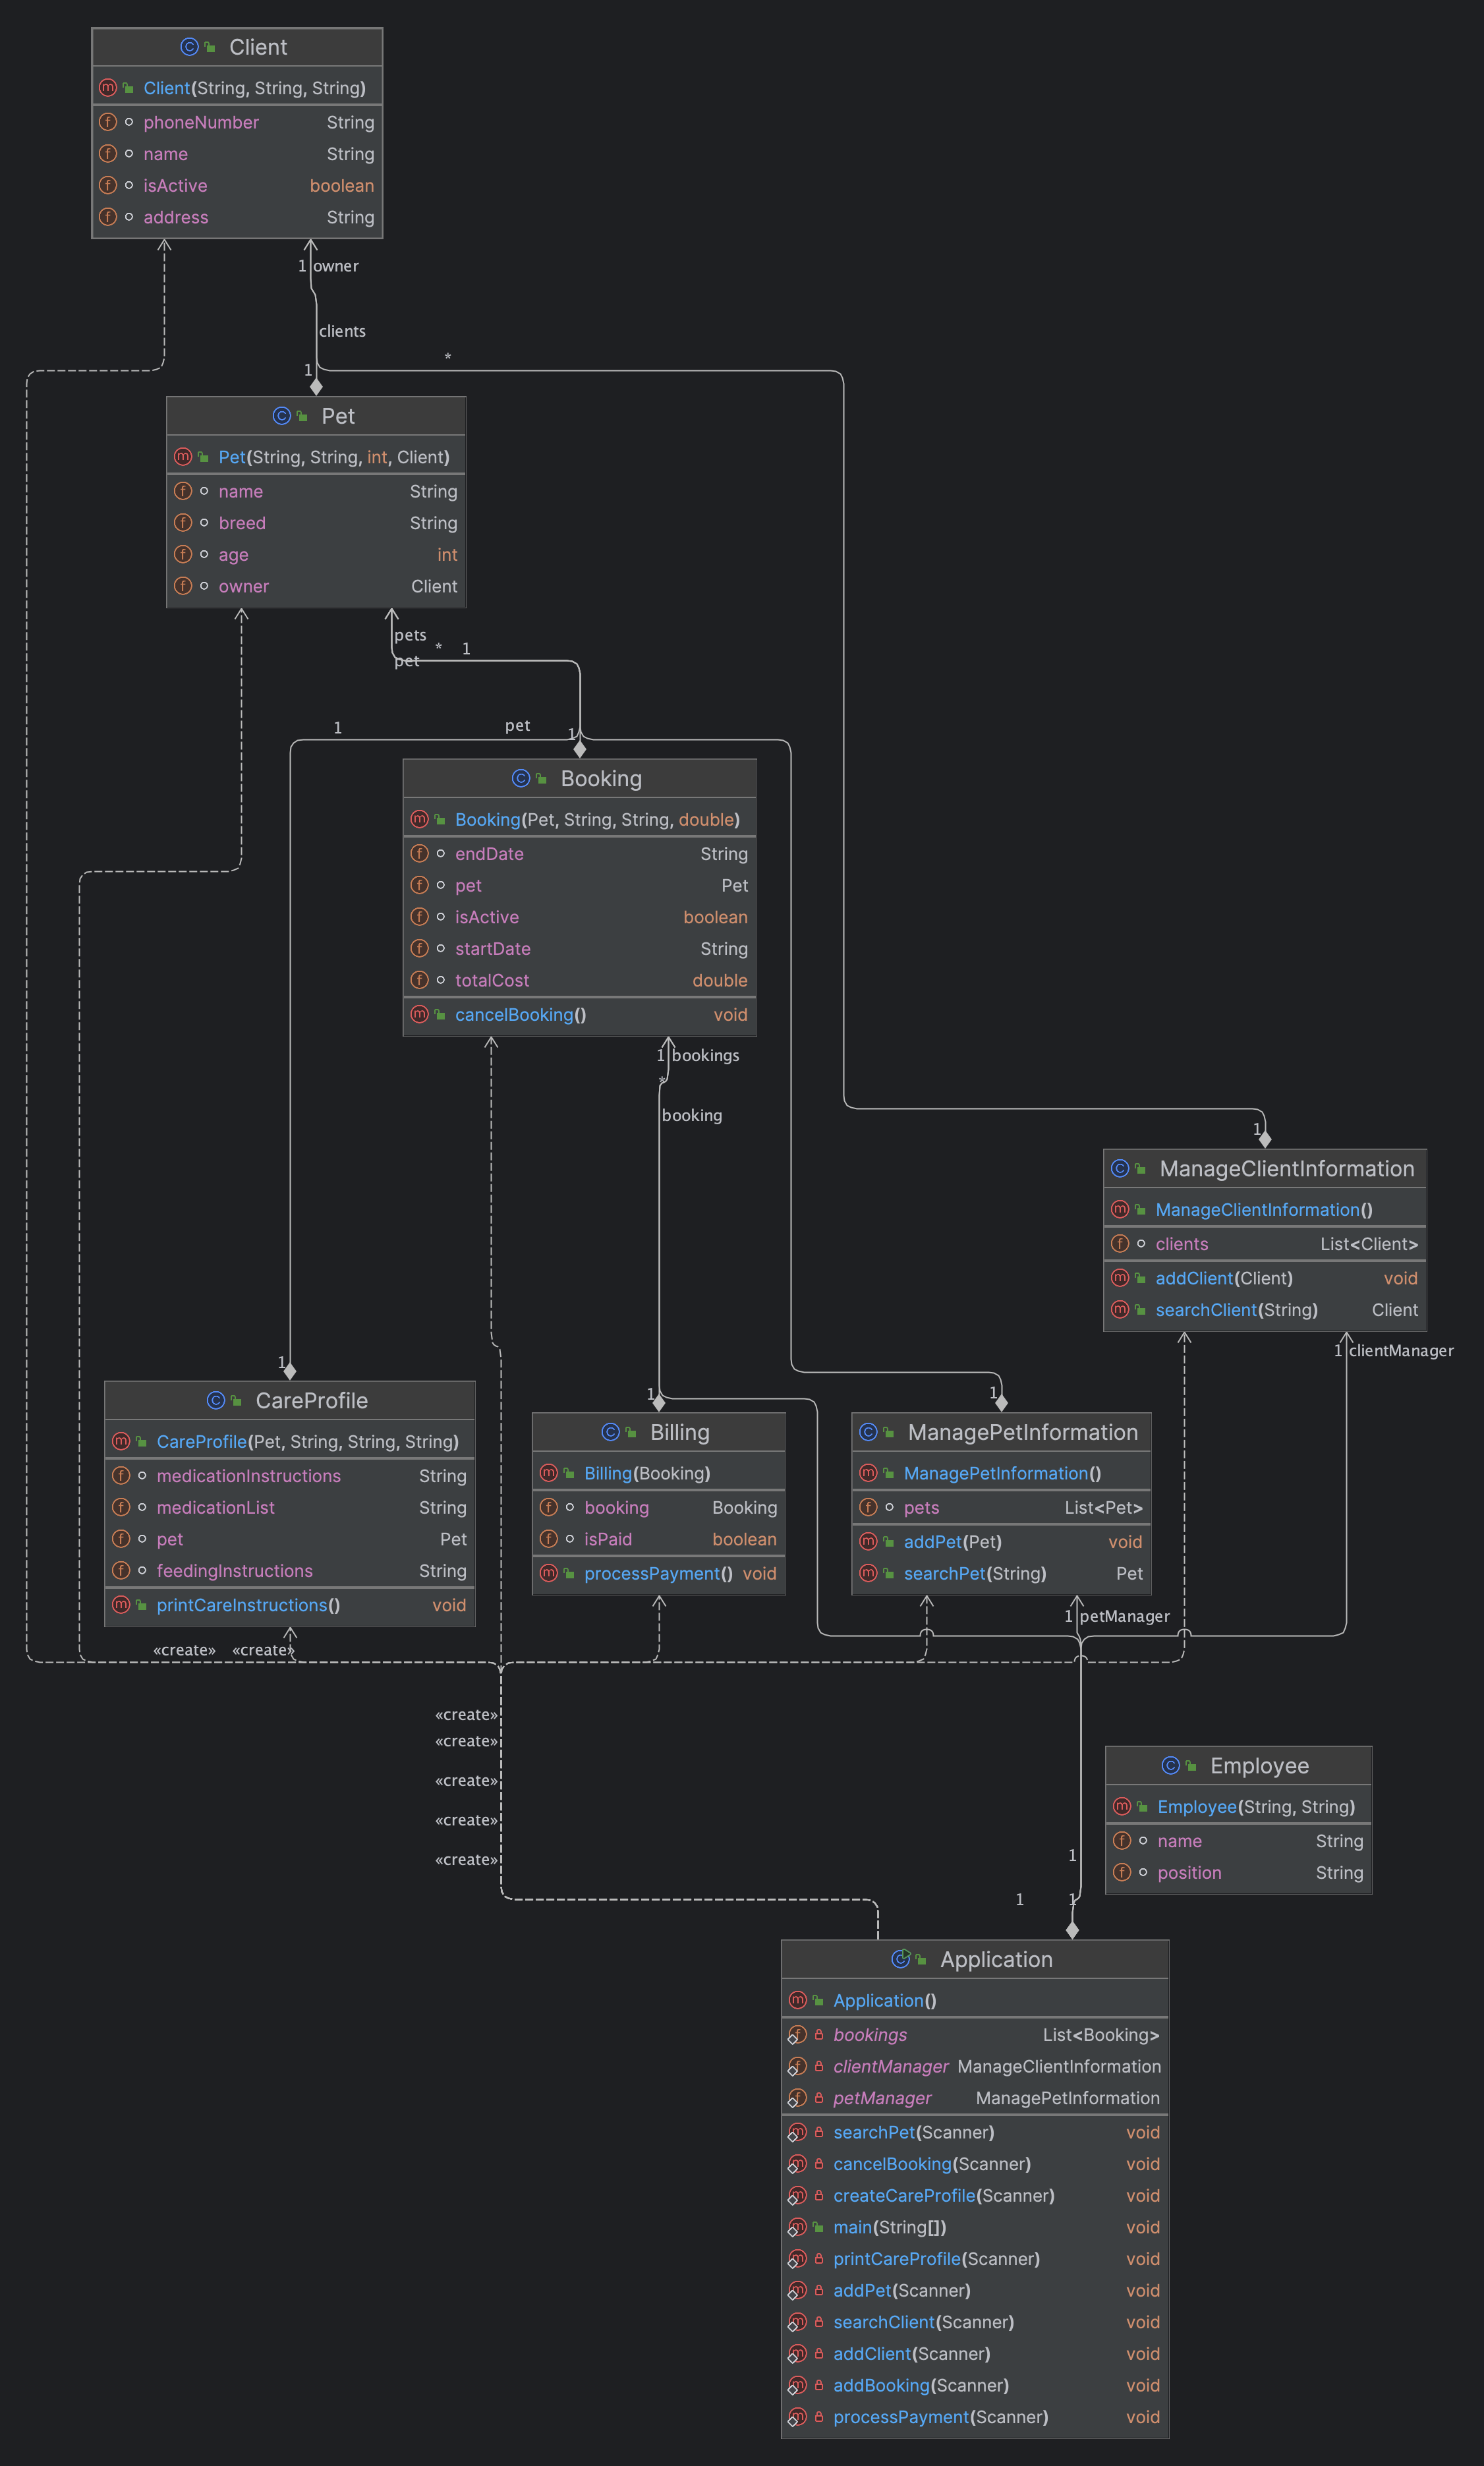 Client
Client(String, String, String)
phoneNumber String
name String
isActive boolean
address String
1 owner
clients
*
1
Pet
Pet(String, String, int, Client)
name String
breed String
age int
owner Client
pets
* 1
pet
1 pet 1
Booking
Booking(Pet, String, String, double)
endDate String
pet Pet
isActive boolean
startDate String
totalCost double
cancelBooking() void
1 bookings
*
booking
1
ManageClientInformation
ManageClientInformation()
clients List<Client>
addClient(Client) void
searchClient(String) Client
1 clientManager
1
CareProfile
CareProfile(Pet, String, String, String)
medicationInstructions String
medicationList String
pet Pet
feedingInstructions String
printCareInstructions() void
1
Billing
Billing(Booking)
booking Booking
isPaid boolean
processPayment() void
1
ManagePetInformation
ManagePetInformation()
pets List<Pet>
addPet(Pet) void
searchPet(String) Pet
1 petManager
«create» «create»
«create»
«create»
«create»
«create»
«create»
Employee
Employee(String, String)
name String
position String
1
1 1
Application
Application()
bookings List<Booking>
clientManager ManageClientInformation
petManager ManagePetInformation
searchPet(Scanner) void
cancelBooking(Scanner) void
createCareProfile(Scanner) void
main(String[]) void
printCareProfile(Scanner) void
addPet(Scanner) void
searchClient(Scanner) void
addClient(Scanner) void
addBooking(Scanner) void
processPayment(Scanner) void